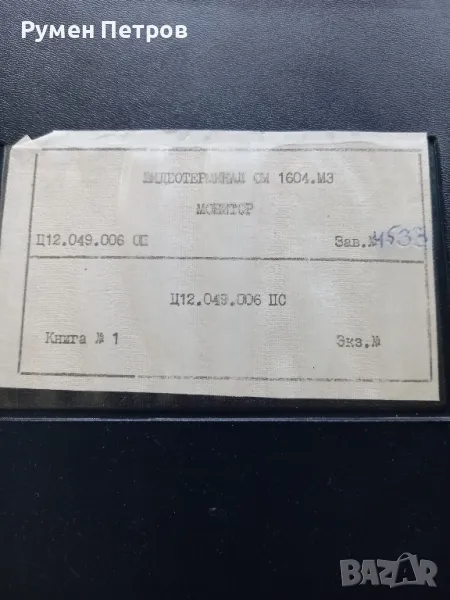 Румен Петров
ВИДЕОТЕРМИНАЛ СМ 1604.М3
МОНИТОР
Ц12.049.006 ОП Зав.№ 4533
Ц12.049.006 ПС
Книга № 1 Экз.№
BAZAR